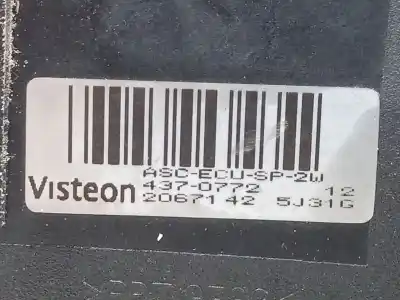 ASC-ECU-SP-2W
Visteon 437-0772 12
2067142 5J31G